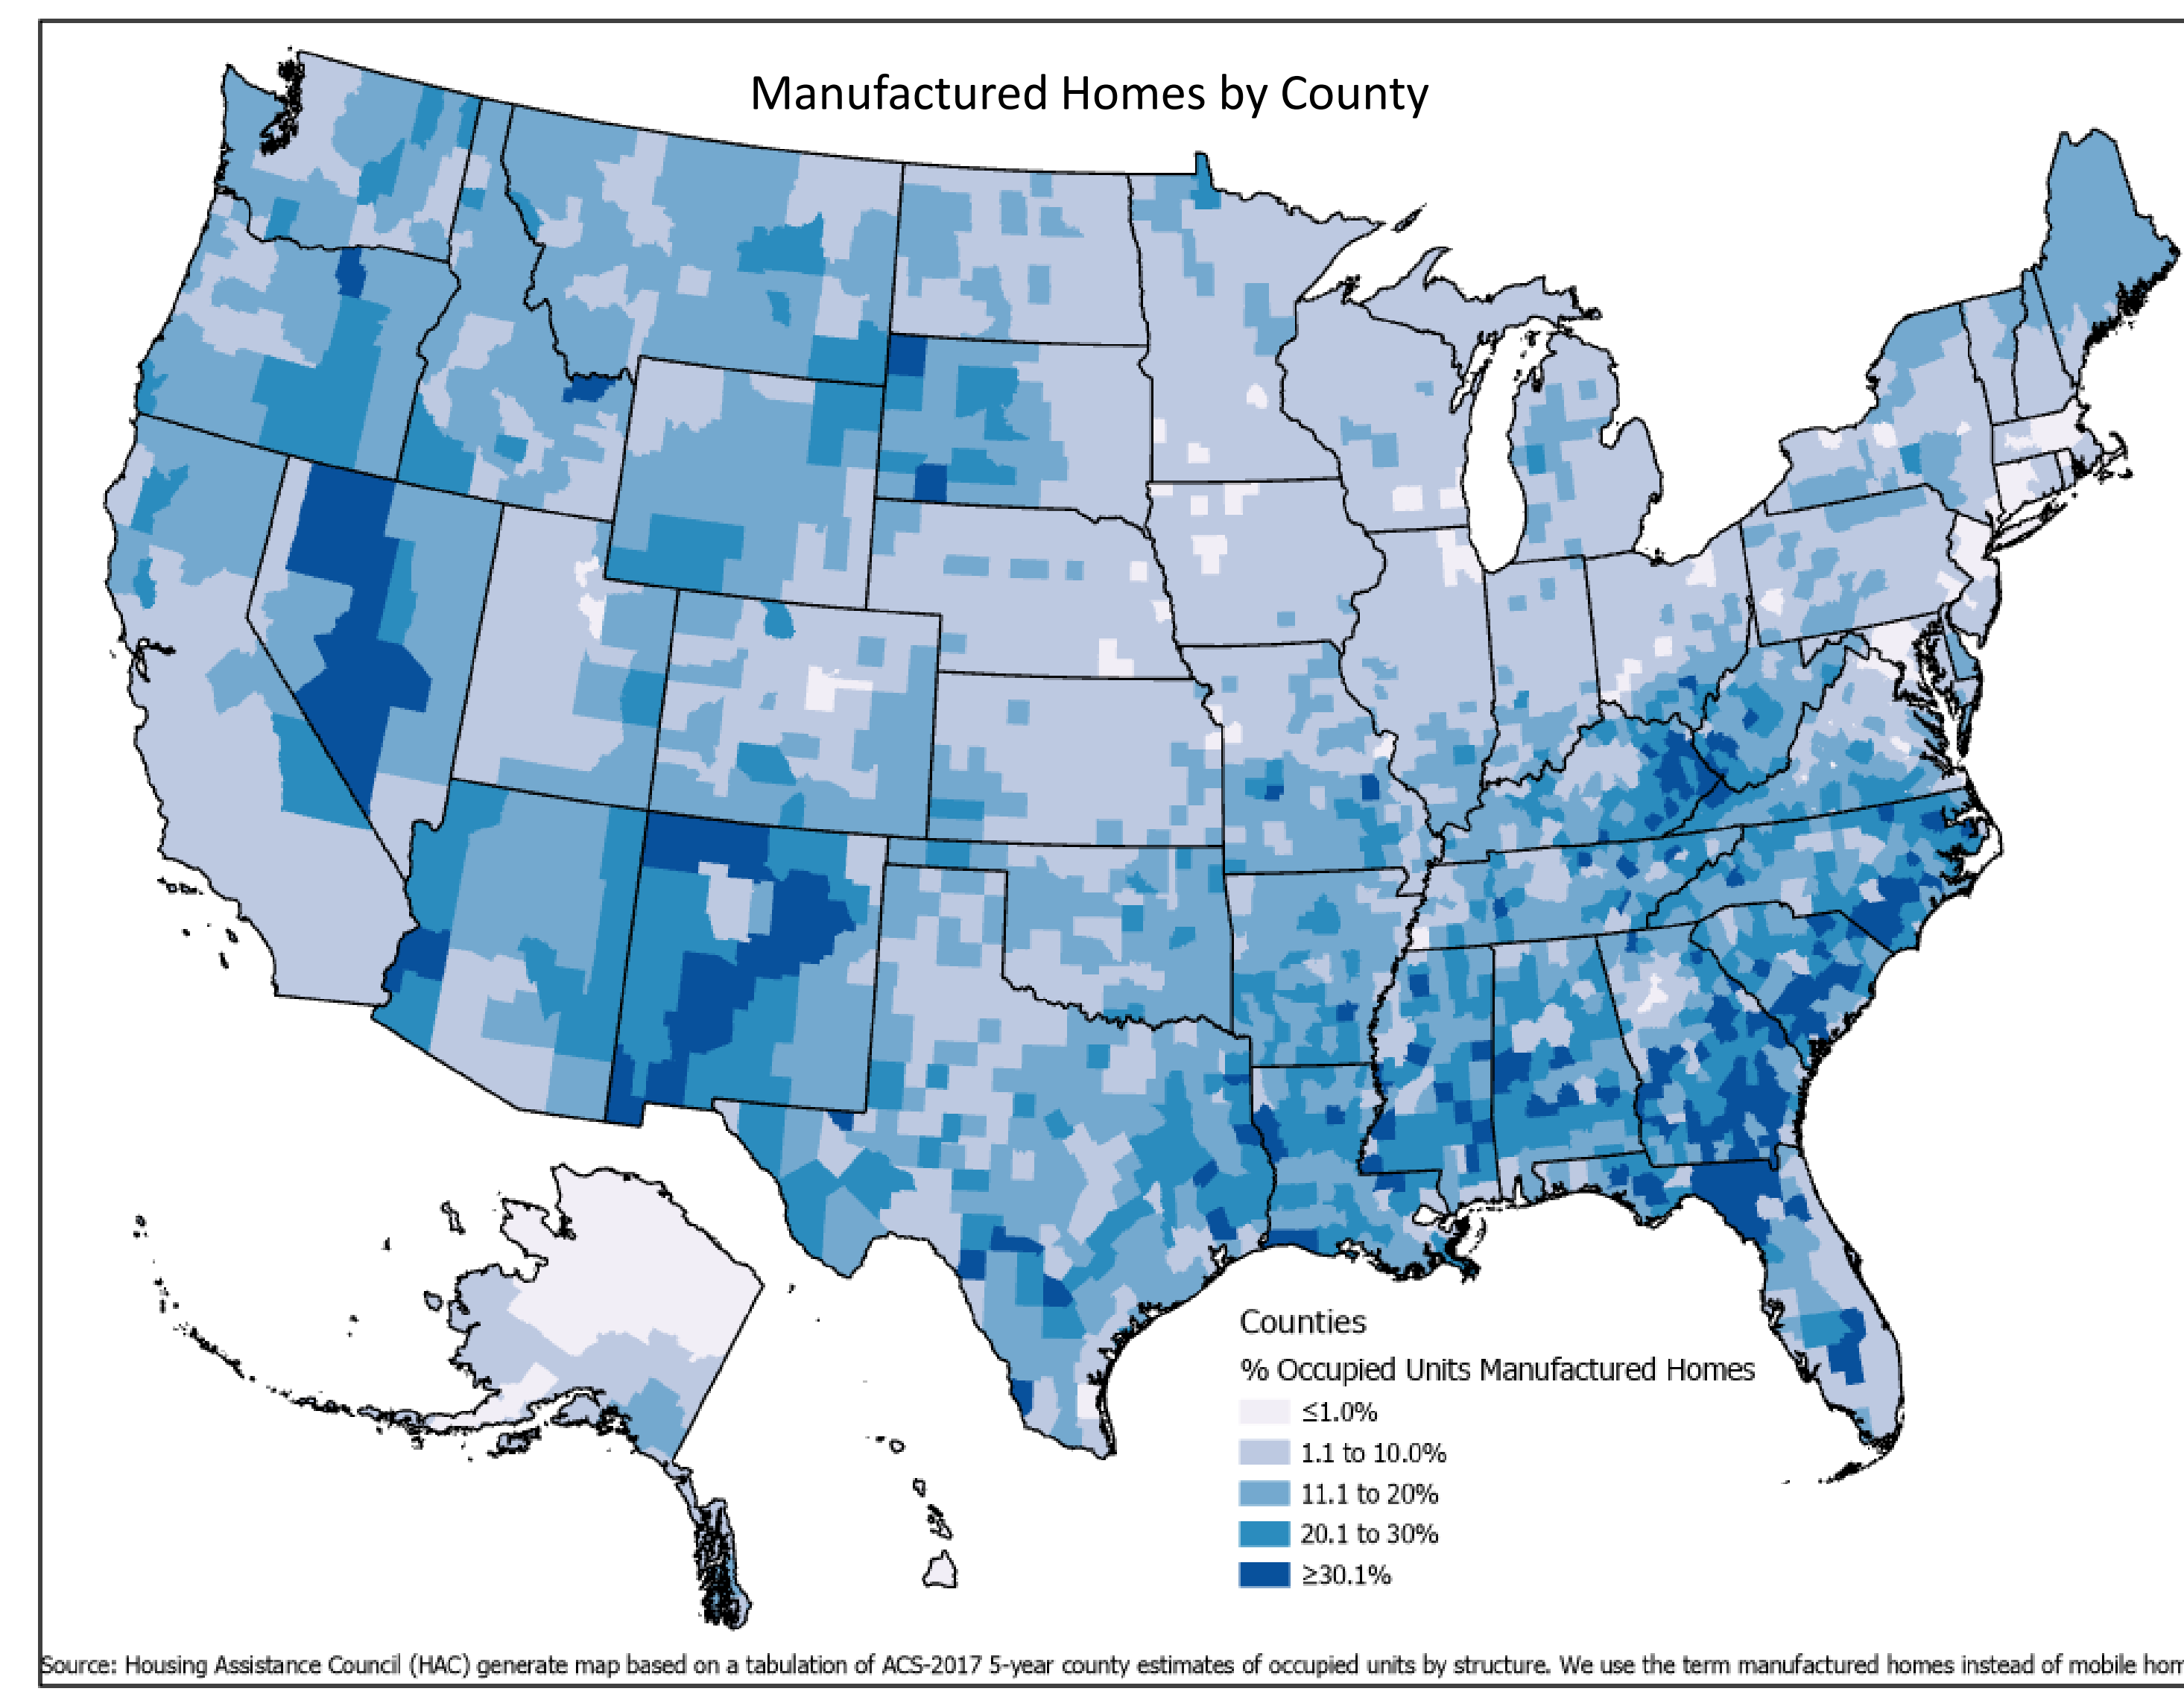 Manufactured Homes by County
Counties
% Occupied Units Manufactured Homes
≤1.0%
1.1 to 10.0%
11.1 to 20%
20.1 to 30%
≥30.1%
Source: Housing Assistance Council (HAC) generate map based on a tabulation of ACS-2017 5-year county estimates of occupied units by structure. We use the term manufactured homes instead of mobile hom